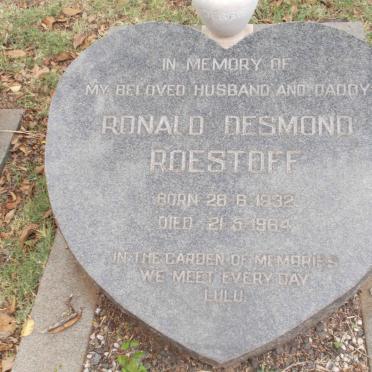 IN MEMORY OF
MY BELOVED HUSBAND AND DADDY
RONALD DESMOND
ROESTOFF
BORN 28·6·1932
DIED 21·5·1964
IN THE GARDEN OF MEMORIES
WE MEET EVERY DAY
LULU